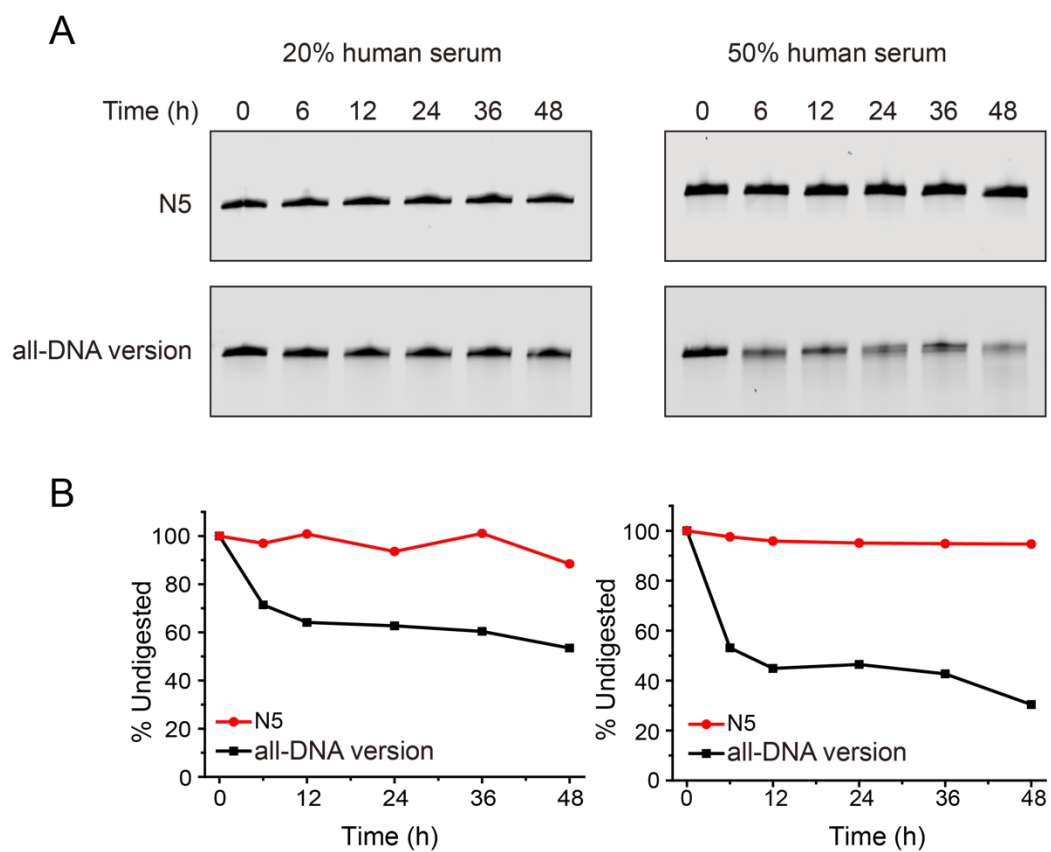 A
20% human serum 50% human serum
Time (h) 0 6 12 24 36 48 0 6 12 24 36 48
N5
all-DNA version
B
% Undigested
100
80
60
40
20
0
N5
all-DNA version
0 12 24 36 48
Time (h)
% Undigested
100
80
60
40
20
0
N5
all-DNA version
0 12 24 36 48
Time (h)